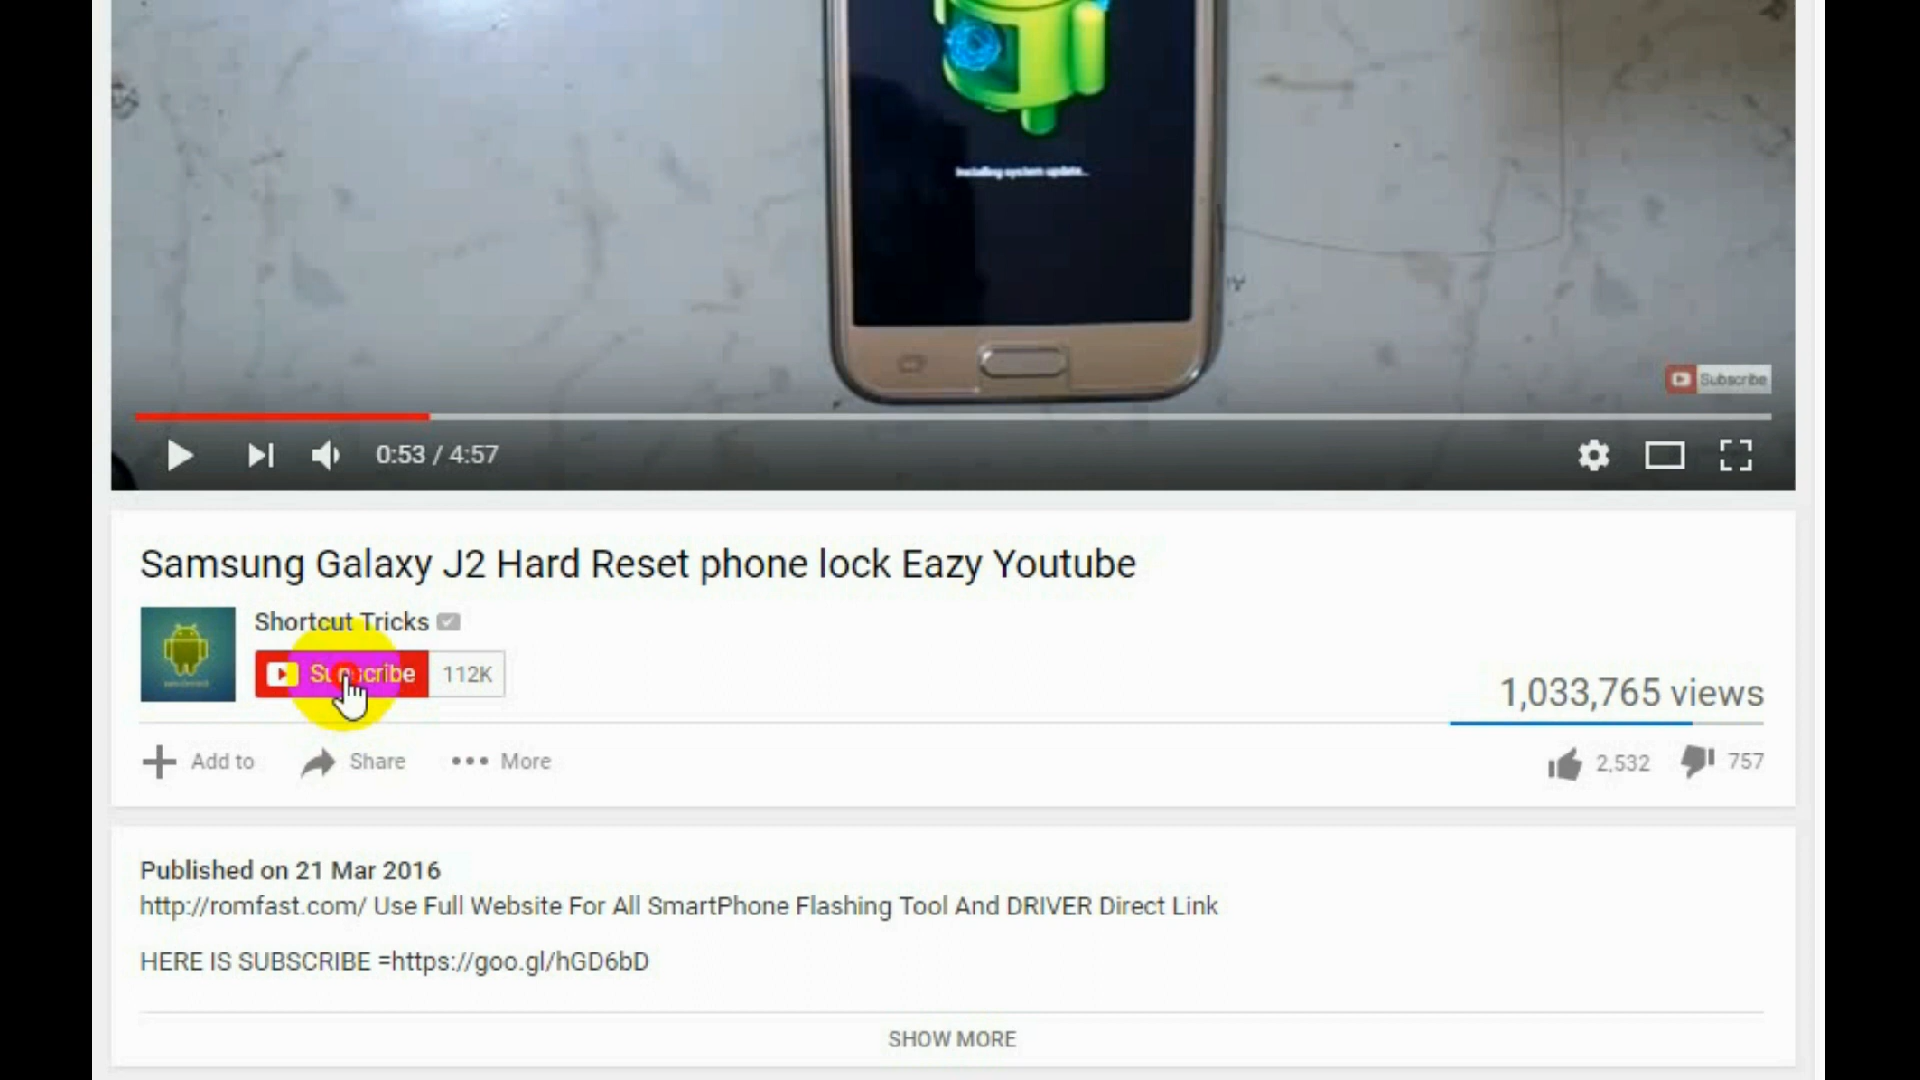 Installing system update...
Subscribe
0:53 / 4:57
Samsung Galaxy J2 Hard Reset phone lock Eazy Youtube
Shortcut Tricks
Subscribe 112K
1,033,765 views
Add to Share More 2,532 757
Published on 21 Mar 2016
http://romfast.com/ Use Full Website For All SmartPhone Flashing Tool And DRIVER Direct Link
HERE IS SUBSCRIBE =https://goo.gl/hGD6bD
SHOW MORE